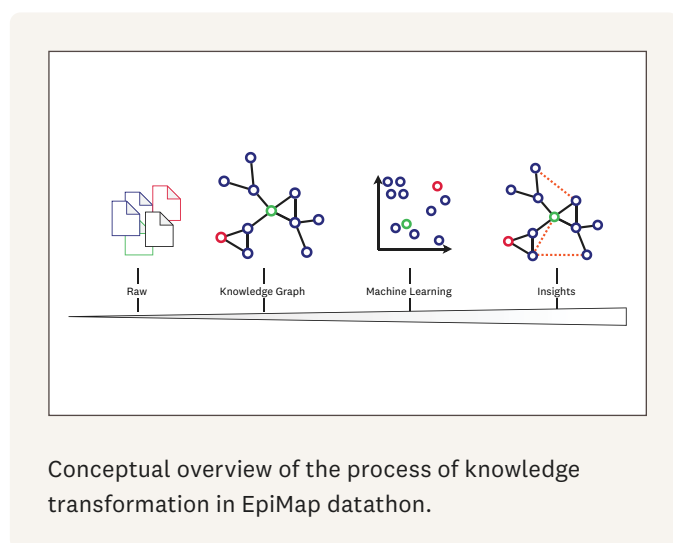 Raw
Knowledge Graph
Machine Learning
Insights
Conceptual overview of the process of knowledge
transformation in EpiMap datathon.